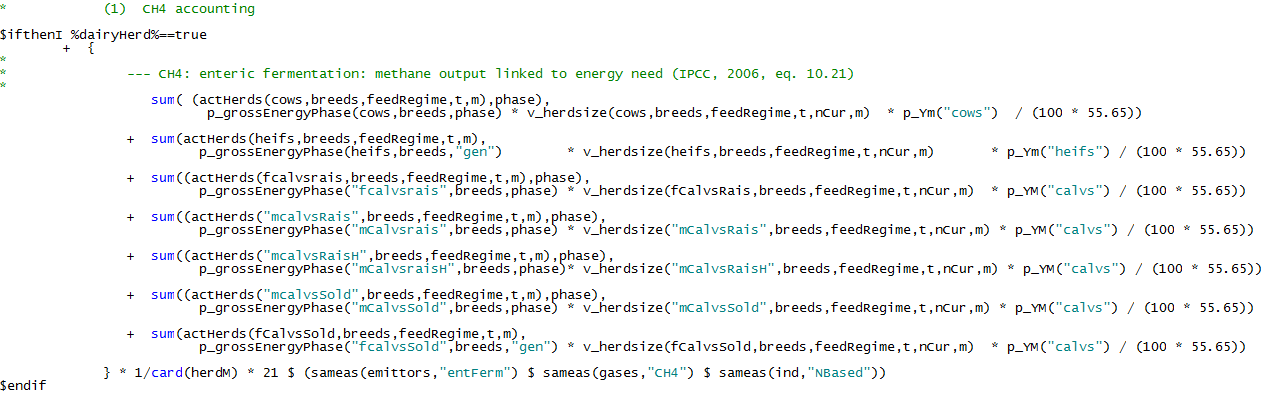 *            (1)  CH4 accounting
$ifthenI %dairyHerd%==true
        +  {
*
*               --- CH4: enteric fermentation: methane output linked to energy need (IPCC, 2006, eq. 10.21)
*
                   sum( (actHerds(cows,breeds,feedRegime,t,m),phase),
                          p_grossEnergyPhase(cows,breeds,phase) * v_herdsize(cows,breeds,feedRegime,t,nCur,m)  * p_Ym("cows")  / (100 * 55.65))
                +  sum(actHerds(heifs,breeds,feedRegime,t,m),
                         p_grossEnergyPhase(heifs,breeds,"gen")        * v_herdsize(heifs,breeds,feedRegime,t,nCur,m)       * p_Ym("heifs") / (100 * 55.65))
                +  sum((actHerds(fcalvsrais,breeds,feedRegime,t,m),phase),
                         p_grossEnergyPhase("fcalvsrais",breeds,phase) * v_herdsize(fCalvsRais,breeds,feedRegime,t,nCur,m)  * p_YM("calvs") / (100 * 55.65))
                +  sum((actHerds("mcalvsRais",breeds,feedRegime,t,m),phase),
                         p_grossEnergyPhase("mCalvsrais",breeds,phase) * v_herdsize("mCalvsRais",breeds,feedRegime,t,nCur,m) * p_YM("calvs") / (100 * 55.65))
                +  sum((actHerds("mcalvsRaisH",breeds,feedRegime,t,m),phase),
                         p_grossEnergyPhase("mCalvsraisH",breeds,phase)* v_herdsize("mCalvsRaisH",breeds,feedRegime,t,nCur,m) * p_YM("calvs") / (100 * 55.65))
                +  sum((actHerds("mcalvsSold",breeds,feedRegime,t,m),phase),
                         p_grossEnergyPhase("mCalvsSold",breeds,phase) * v_herdsize("mCalvsSold",breeds,feedRegime,t,nCur,m) * p_YM("calvs") / (100 * 55.65))
                +  sum(actHerds(fCalvsSold,breeds,feedRegime,t,m),
                         p_grossEnergyPhase("fcalvsSold",breeds,"gen") * v_herdsize(fCalvsSold,breeds,feedRegime,t,nCur,m)  * p_YM("calvs") / (100 * 55.65))
             } * 1/card(herdM) * 21 $ (sameas(emittors,"entFerm") $ sameas(gases,"CH4") $ sameas(ind,"NBased"))
$endif